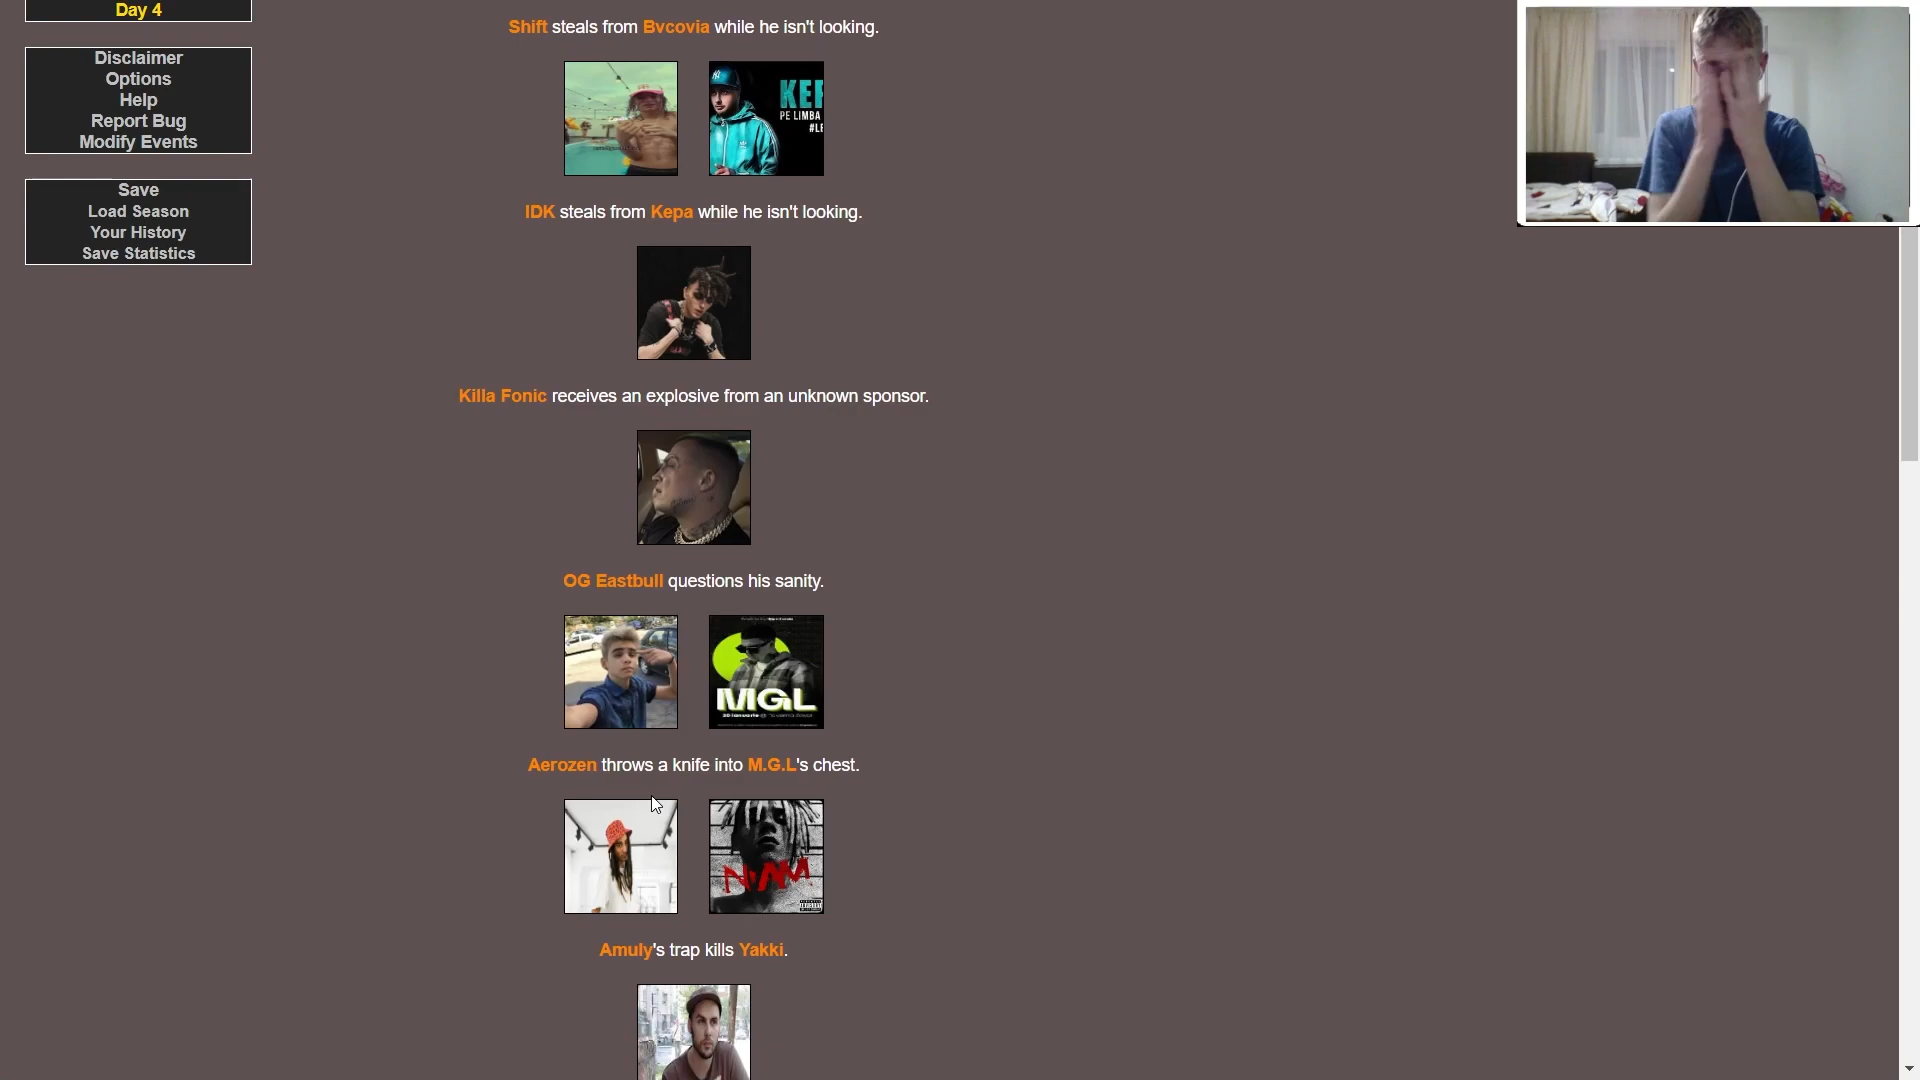 Day 4
Disclaimer
Options
Help
Report Bug
Modify Events
Save
Load Season
Your History
Save Statistics
Shift steals from Bvcovia while he isn't looking.
KEP
PE LIMBA
IDK steals from Kepa while he isn't looking.
Killa Fonic receives an explosive from an unknown sponsor.
OG Eastbull questions his sanity.
MGL
Aerozen throws a knife into M.G.L's chest.
Amuly's trap kills Yakki.